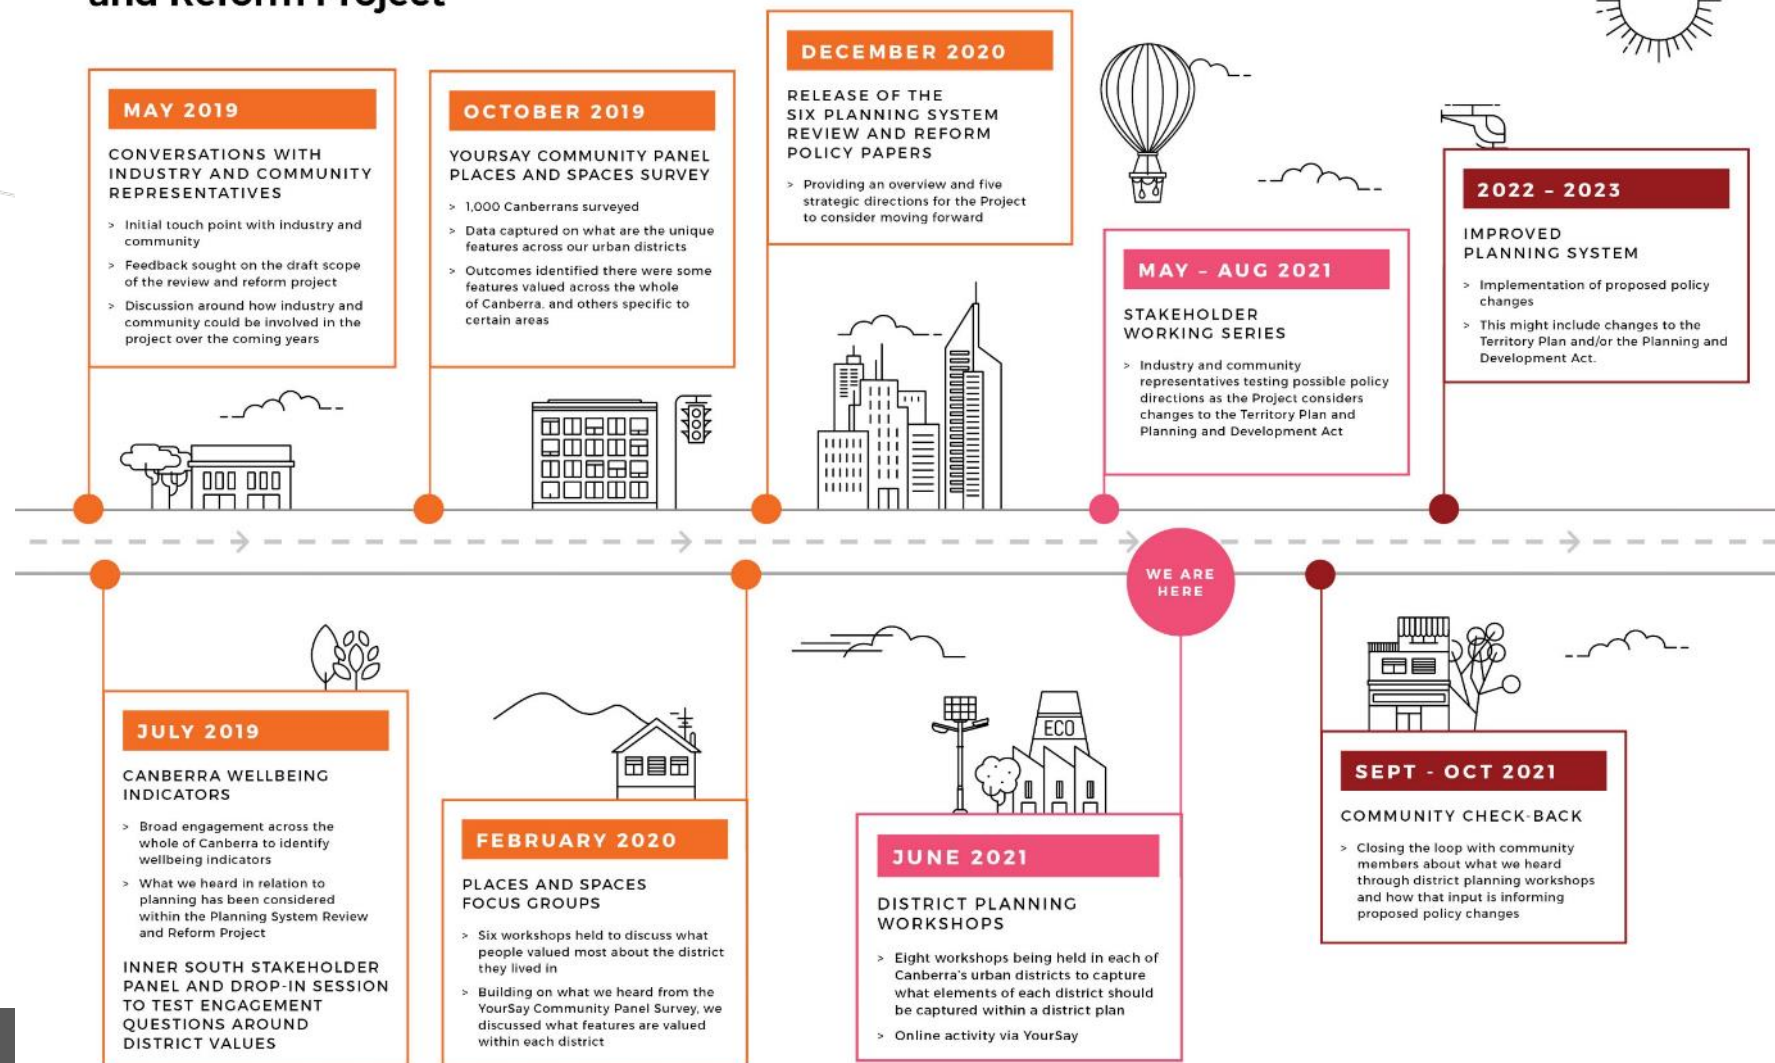 and Reform Project
MAY 2019
CONVERSATIONS WITH
INDUSTRY AND COMMUNITY
REPRESENTATIVES
> Initial touch point with industry and
community
> Feedback sought on the draft scope
of the review and reform project
> Discussion around how industry and
community could be involved in the
project over the coming years
OCTOBER 2019
YOURSAY COMMUNITY PANEL
PLACES AND SPACES SURVEY
> 1,000 Canberrans surveyed
> Data captured on what are the unique
features across our urban districts
> Outcomes identified there were some
features valued across the whole
of Canberra, and others specific to
certain areas
DECEMBER 2020
RELEASE OF THE
SIX PLANNING SYSTEM
REVIEW AND REFORM
POLICY PAPERS
> Providing an overview and five
strategic directions for the Project
to consider moving forward
MAY – AUG 2021
STAKEHOLDER
WORKING SERIES
> Industry and community
representatives testing possible policy
directions as the Project considers
changes to the Territory Plan and
Planning and Development Act
2022 – 2023
IMPROVED
PLANNING SYSTEM
> Implementation of proposed policy
changes
> This might include changes to the
Territory Plan and/or the Planning and
Development Act.
WE ARE
HERE
JULY 2019
CANBERRA WELLBEING
INDICATORS
> Broad engagement across the
whole of Canberra to identify
wellbeing indicators
> What we heard in relation to
planning has been considered
within the Planning System Review
and Reform Project
INNER SOUTH STAKEHOLDER
PANEL AND DROP-IN SESSION
TO TEST ENGAGEMENT
QUESTIONS AROUND
DISTRICT VALUES
FEBRUARY 2020
PLACES AND SPACES
FOCUS GROUPS
> Six workshops held to discuss what
people valued most about the district
they lived in
> Building on what we heard from the
YourSay Community Panel Survey, we
discussed what features are valued
within each district
ECO
JUNE 2021
DISTRICT PLANNING
WORKSHOPS
> Eight workshops being held in each of
Canberra's urban districts to capture
what elements of each district should
be captured within a district plan
> Online activity via YourSay
SEPT - OCT 2021
COMMUNITY CHECK-BACK
> Closing the loop with community
members about what we heard
through district planning workshops
and how that input is informing
proposed policy changes